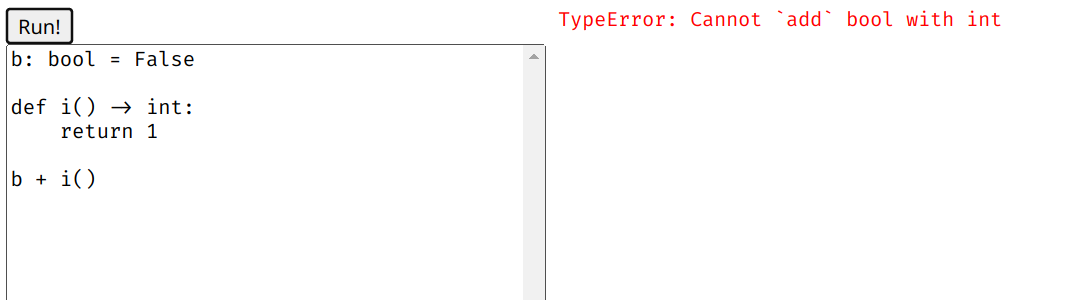 Run!
TypeError: Cannot `add` bool with int
b: bool = False
def i() -> int:
    return 1
b + i()